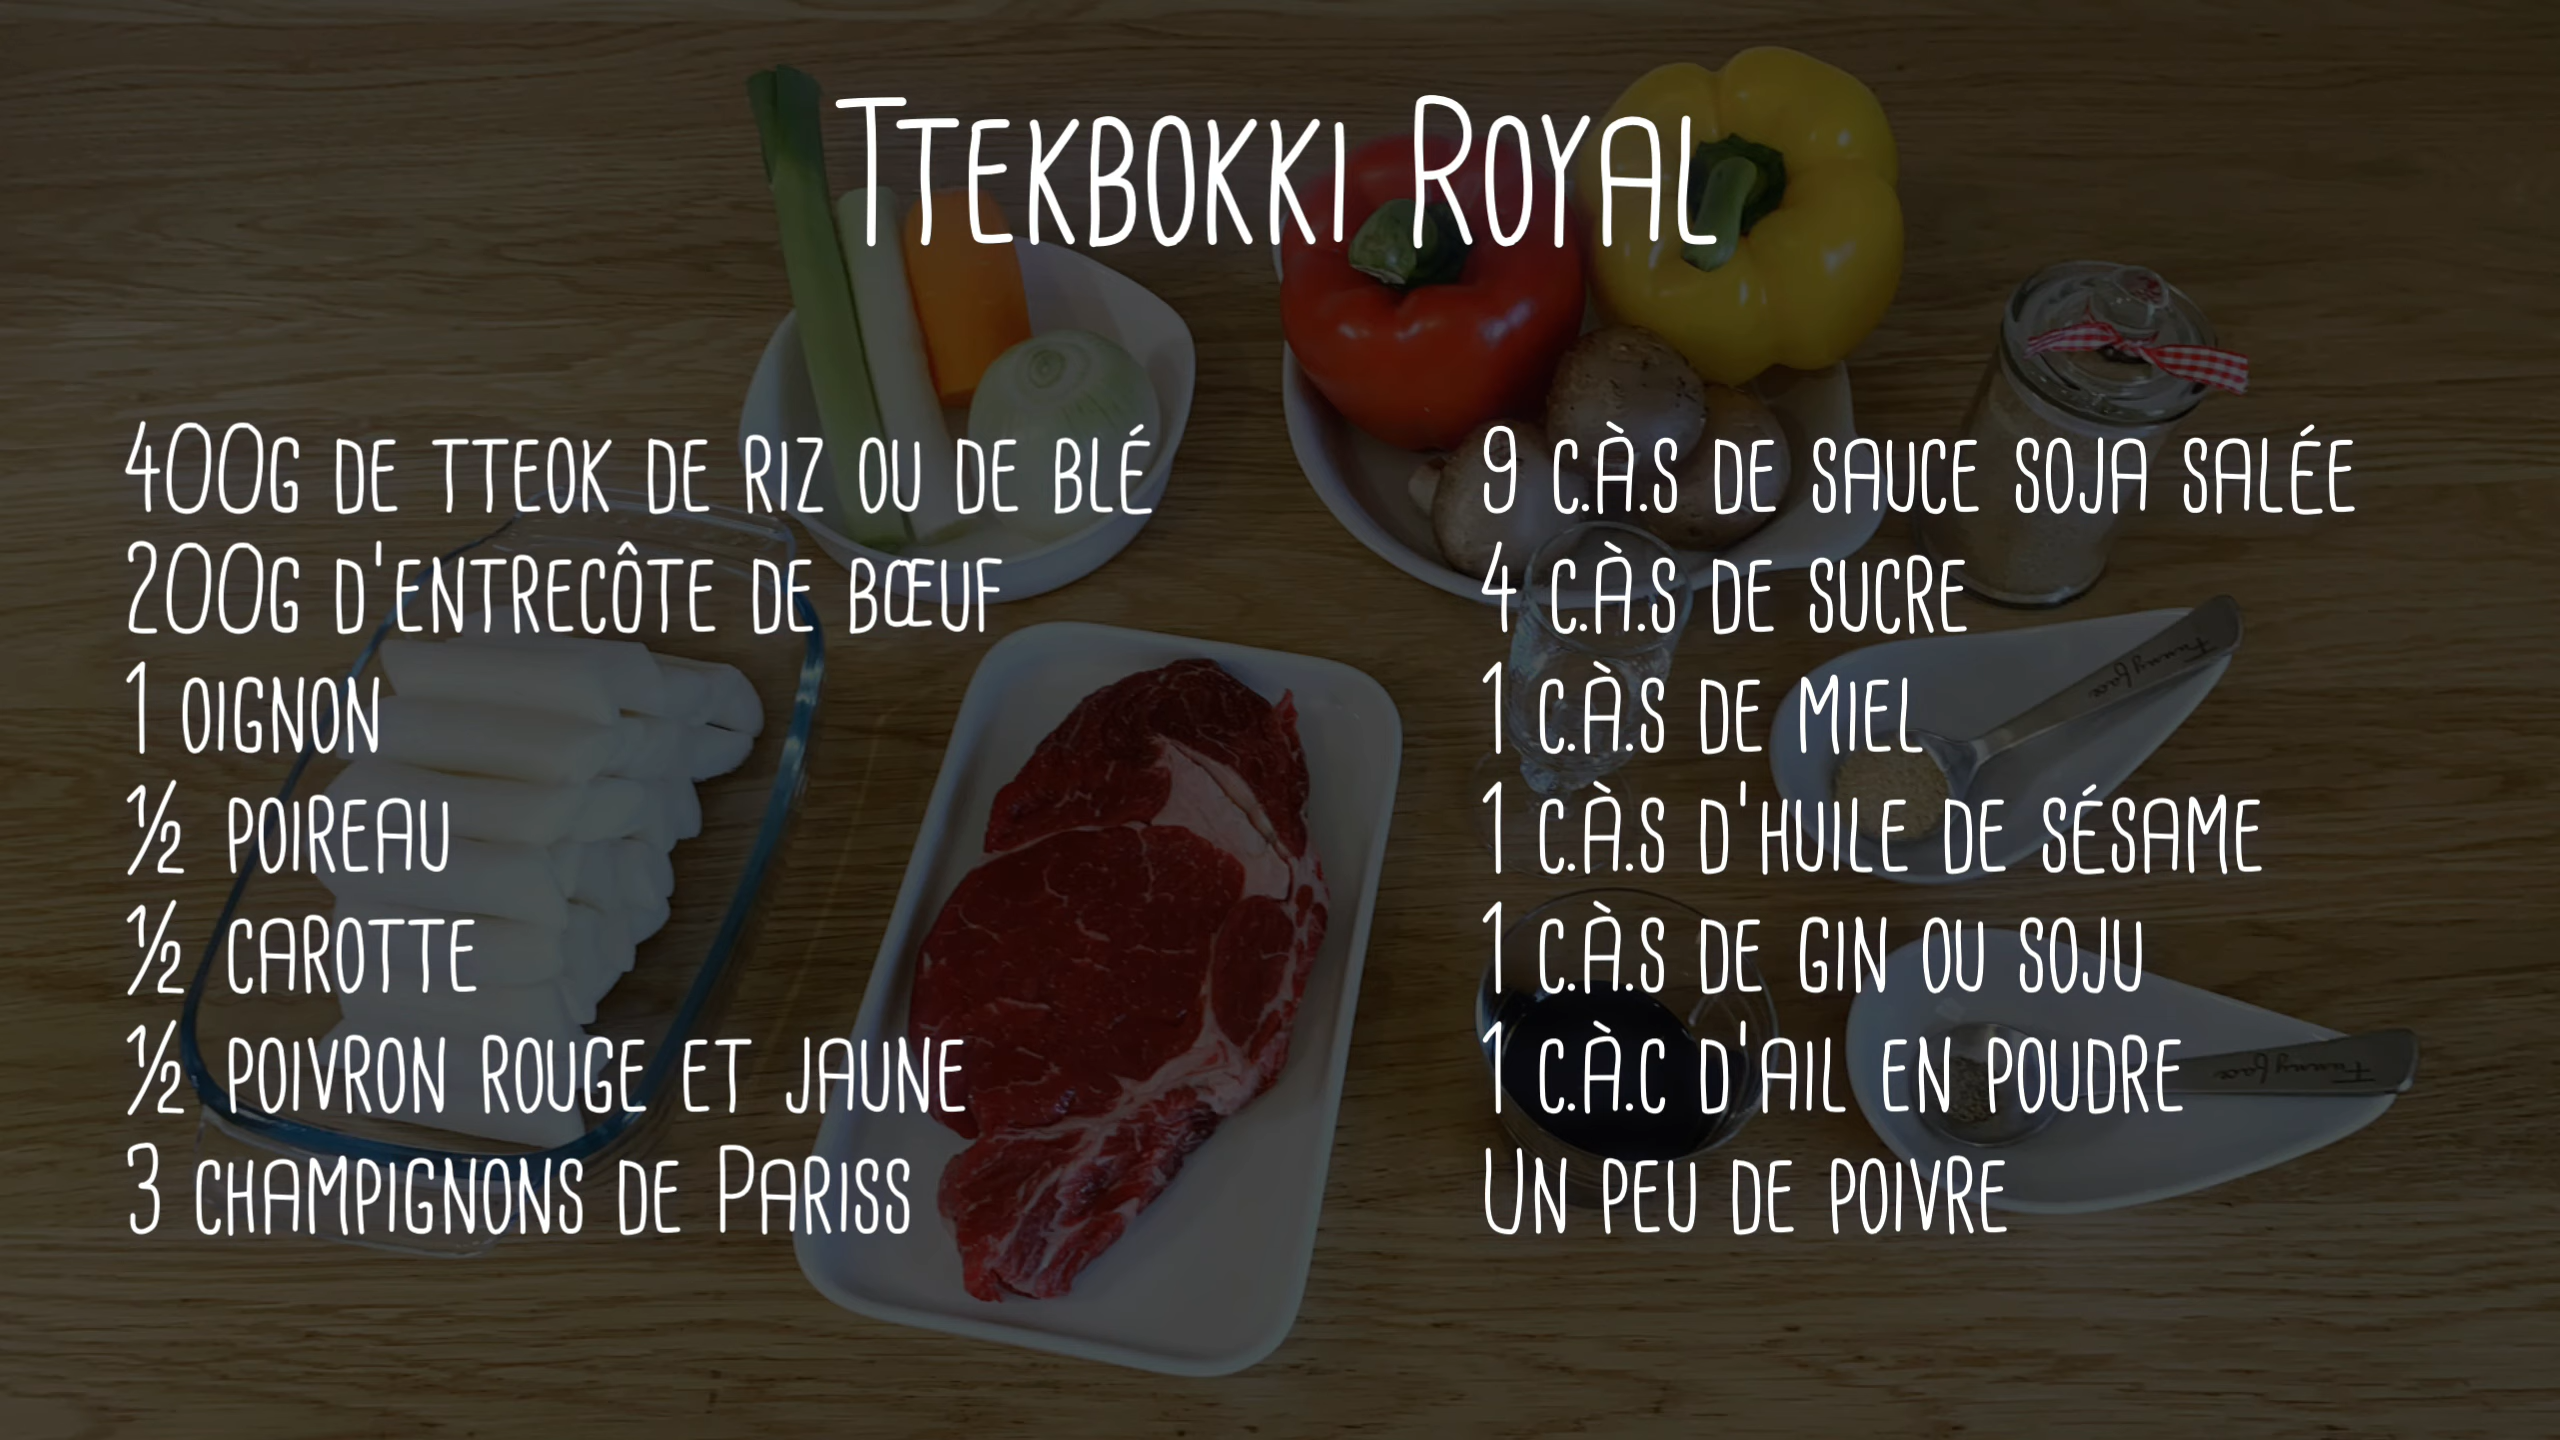 Ttekbokki Royal
400g de tteok de riz ou de blé
200g d'entrecôte de bœuf
1 oignon
½ poireau
½ carotte
½ poivron rouge et jaune
3 champignons de Pariss
9 c.à.s de sauce soja salée
4 c.à.s de sucre
1 c.à.s de miel
1 c.à.s d'huile de sésame
1 c.à.s de gin ou soju
1 c.à.c d'ail en poudre
Un peu de poivre
Funnyface
Funnyface